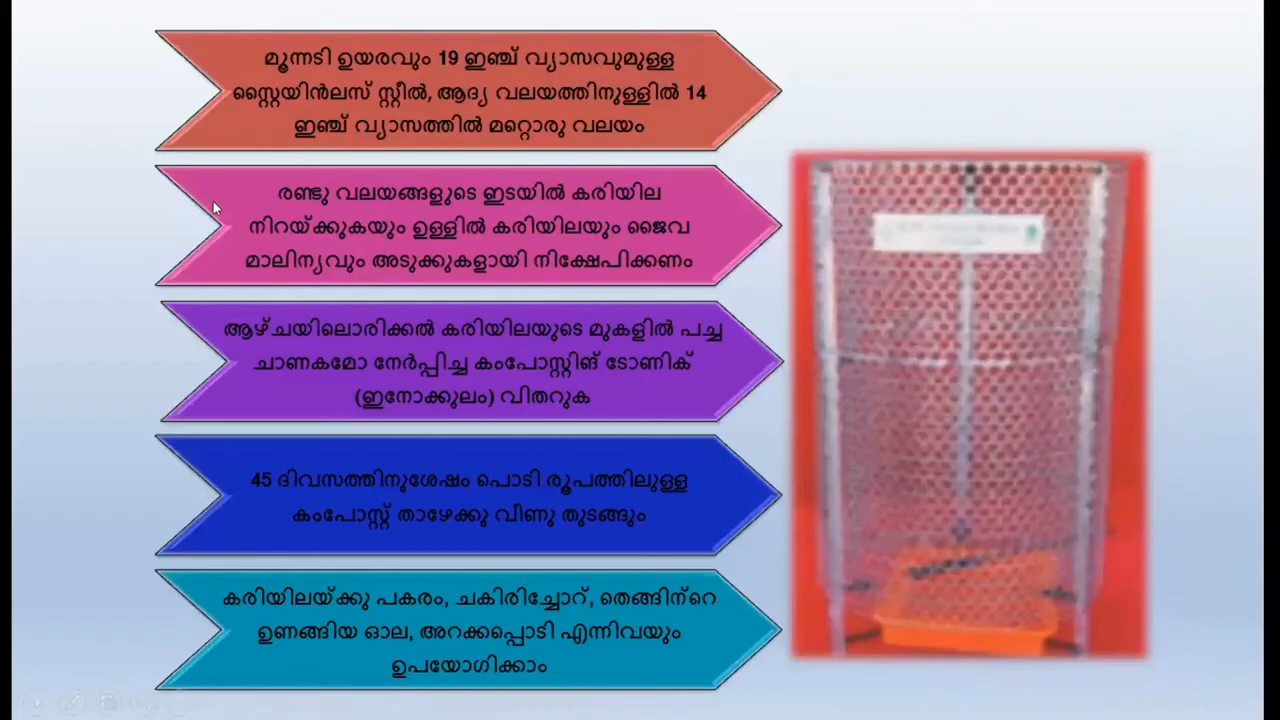 മൂന്നടി ഉയരവും 19 ഇഞ്ച് വ്യാസവുമുള്ള
സ്റ്റൈയിൻലസ് സ്റ്റീൽ, ആദ്യ വലയത്തിനുള്ളിൽ 14
ഇഞ്ച് വ്യാസത്തിൽ മറ്റൊരു വലയം
രണ്ടു വലയങ്ങളുടെ ഇടയിൽ കരിയില
നിറയ്ക്കുകയും ഉള്ളിൽ കരിയിലയും ജൈവ
മാലിന്യവും അടുക്കുകളായി നിക്ഷേപിക്കണം
ആഴ്ചയിലൊരിക്കൽ കരിയിലയുടെ മുകളിൽ പച്ച
ചാണകമോ നേർപ്പിച്ച കംപോസ്റ്റിങ് ടോണിക്
(ഇനോക്കുലം) വിതറുക
45 ദിവസത്തിനുശേഷം പൊടി രൂപത്തിലുള്ള
കംപോസ്റ്റ് താഴേക്കു വീണു തുടങ്ങും
കരിയിലയ്ക്കു പകരം, ചകിരിച്ചോറ്, തെങ്ങിന്റെ
ഉണങ്ങിയ ഓല, അറക്കപ്പൊടി എന്നിവയും
ഉപയോഗിക്കാം